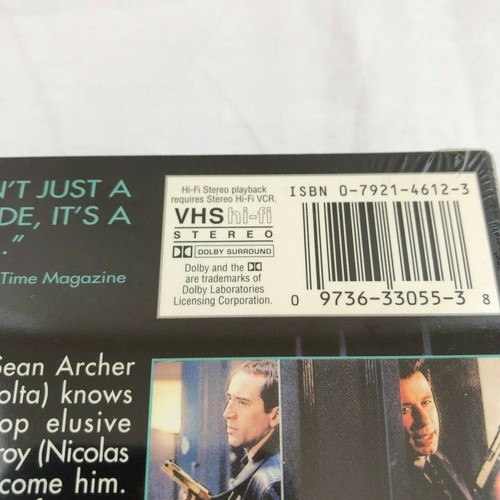 N'T JUST A
DE, IT'S A
."
Time Magazine
Hi-Fi Stereo playback
requires Stereo Hi-Fi VCR.
VHS hi-fi
STEREO
DOLBY SURROUND
Dolby and the
are trademarks of
Dolby Laboratories
Licensing Corporation.
ISBN 0-7921-4612-3
0 9736-33055-3 8
Sean Archer
olta) knows
op elusive
roy (Nicolas
come him.